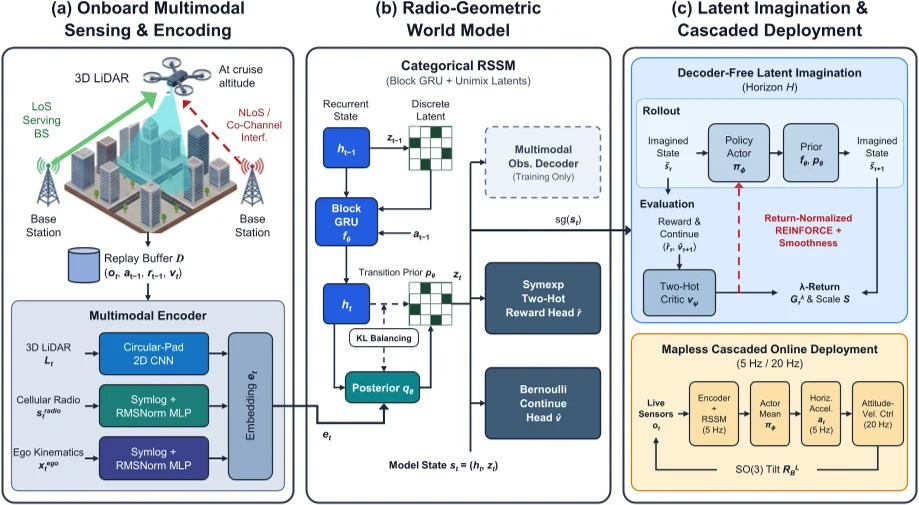 (a) Onboard Multimodal
Sensing & Encoding
3D LiDAR
At cruise
altitude
LoS
Serving
BS
NLoS /
Co-Channel
Interf.
Base
Station
Base
Station
Replay Buffer D
(o_t, a_t−1, r_t−1, v_t)
Multimodal Encoder
3D LiDAR
L_t
Circular-Pad
2D CNN
Cellular Radio
s_t^radio
Symlog +
RMSNorm MLP
Ego Kinematics
x_t^ego
Symlog +
RMSNorm MLP
Embedding e_t
(b) Radio-Geometric
World Model
Categorical RSSM
(Block GRU + Unimix Latents)
Recurrent
State
Discrete
Latent
h_t−1
z_t−1
Block
GRU
f_θ
a_t−1
Transition Prior p_θ
z_t
h_t
KL Balancing
Posterior q_θ
e_t
Multimodal
Obs. Decoder
(Training Only)
sg(s_t)
Symexp
Two-Hot
Reward Head r̂
Bernoulli
Continue
Head v̂
Model State s_t = (h_t, z_t)
(c) Latent Imagination &
Cascaded Deployment
Decoder-Free Latent Imagination
(Horizon H)
Rollout
Imagined
State
s̃_τ
Policy
Actor
π_ϕ
Prior
f_θ, p_θ
Imagined
State
s̃_τ+1
Evaluation
Reward &
Continue
(r̂_τ, v̂_τ+1)
Return-Normalized
REINFORCE +
Smoothness
Two-Hot
Critic v_ψ
λ-Return
G_τ^λ & Scale S
Mapless Cascaded Online Deployment
(5 Hz / 20 Hz)
Live
Sensors
o_t
Encoder
+
RSSM
(5 Hz)
Actor
Mean
π_ϕ
Horiz.
Accel.
a_t
(5 Hz)
Attitude-
Vel. Ctrl
(20 Hz)
SO(3) Tilt R_B^L